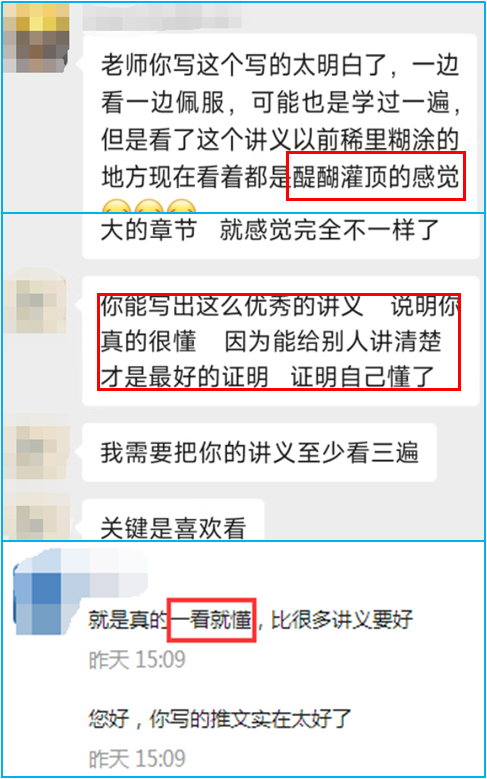 老师你写这个写的太明白了，一边
看一边佩服，可能也是学过一遍，
但是看了这个讲义以前稀里糊涂的
地方现在看着都是醍醐灌顶的感觉
大的章节 就感觉完全不一样了
你能写出这么优秀的讲义 说明你
真的很懂 因为能给别人讲清楚
才是最好的证明 证明自己懂了
我需要把你的讲义至少看三遍
关键是喜欢看
就是真的一看就懂，比很多讲义要好
昨天 15:09
您好，你写的推文实在太好了
昨天 15:09